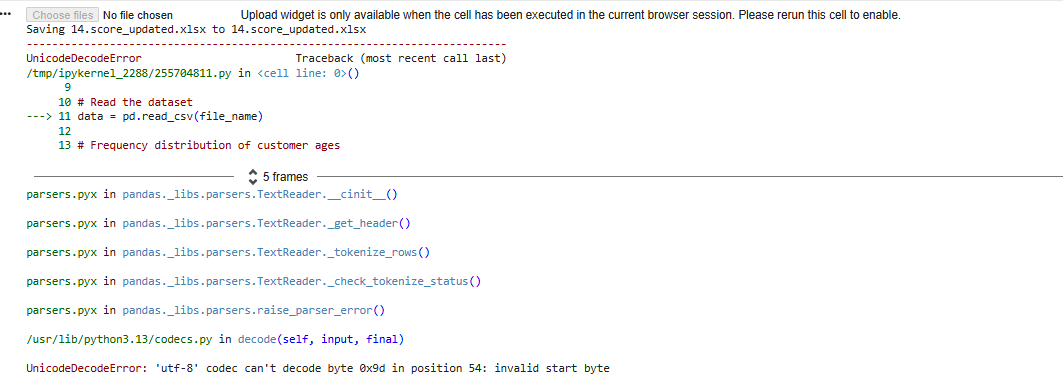 Choose files No file chosen Upload widget is only available when the cell has been executed in the current browser session. Please rerun this cell to enable.
Saving 14.score_updated.xlsx to 14.score_updated.xlsx
---------------------------------------------------------------------------
UnicodeDecodeError                        Traceback (most recent call last)
/tmp/ipykernel_2288/255704811.py in <cell line: 0>()
      9
     10 # Read the dataset
---> 11 data = pd.read_csv(file_name)
     12
     13 # Frequency distribution of customer ages
5 frames
parsers.pyx in pandas._libs.parsers.TextReader.__cinit__()
parsers.pyx in pandas._libs.parsers.TextReader._get_header()
parsers.pyx in pandas._libs.parsers.TextReader._tokenize_rows()
parsers.pyx in pandas._libs.parsers.TextReader._check_tokenize_status()
parsers.pyx in pandas._libs.parsers.raise_parser_error()
/usr/lib/python3.13/codecs.py in decode(self, input, final)
UnicodeDecodeError: 'utf-8' codec can't decode byte 0x9d in position 54: invalid start byte